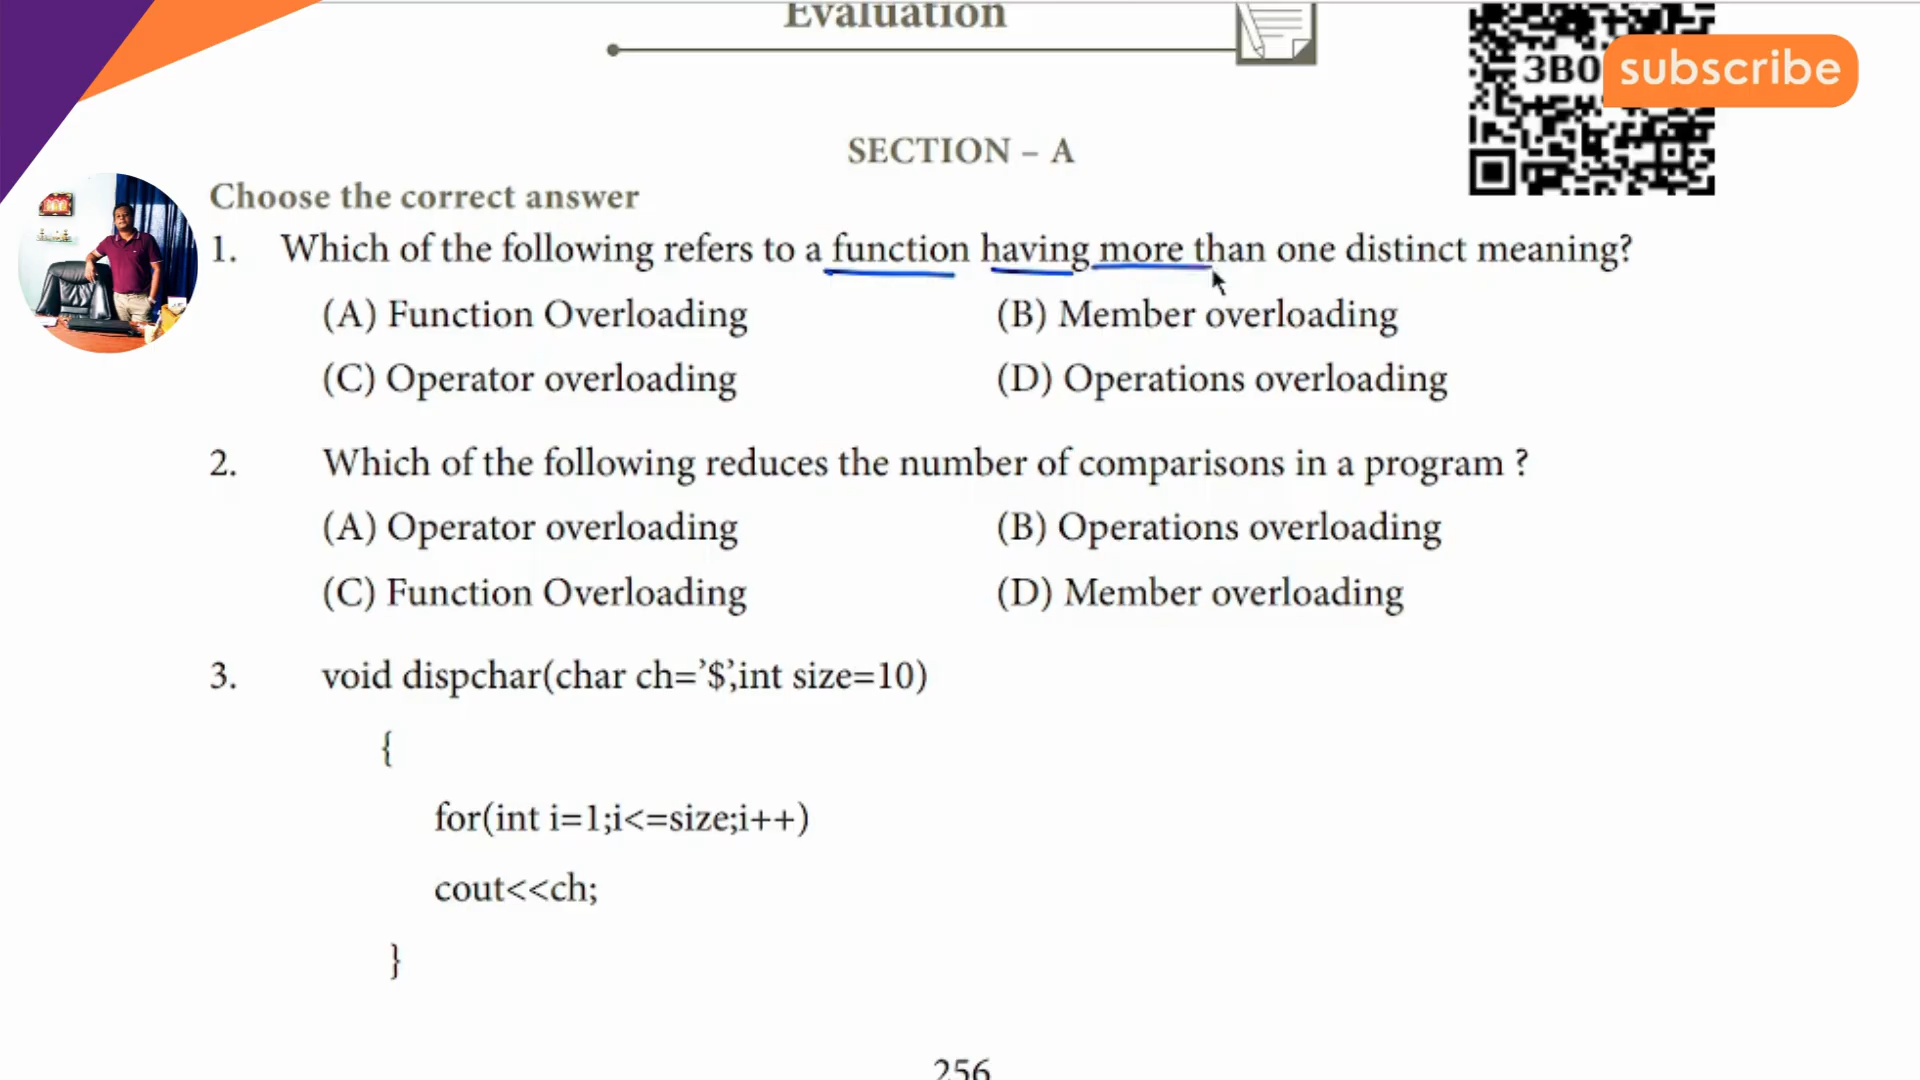 Evaluation
3B0
subscribe
SECTION – A
Choose the correct answer
1. Which of the following refers to a function having more than one distinct meaning?
(A) Function Overloading (B) Member overloading
(C) Operator overloading (D) Operations overloading
2. Which of the following reduces the number of comparisons in a program ?
(A) Operator overloading (B) Operations overloading
(C) Function Overloading (D) Member overloading
3. void dispchar(char ch=’$’,int size=10)
{
for(int i=1;i<=size;i++)
cout<<ch;
}
256